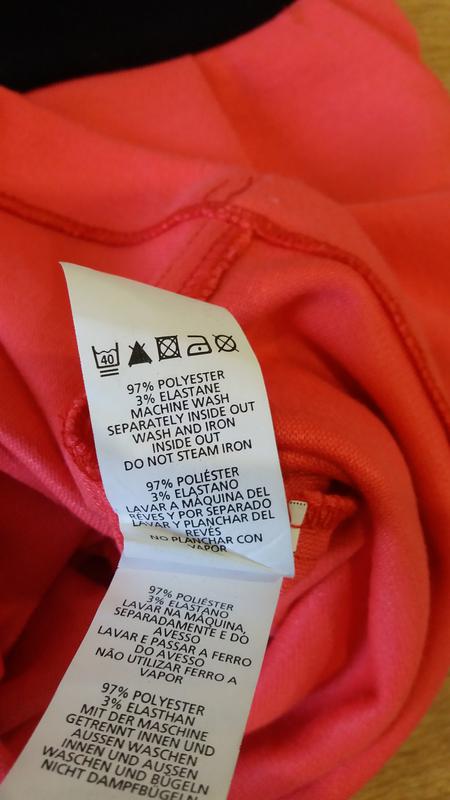 40
97% POLYESTER
3% ELASTANE
MACHINE WASH
SEPARATELY INSIDE OUT
WASH AND IRON
INSIDE OUT
DO NOT STEAM IRON
97% POLIÉSTER
3% ELASTANO
LAVAR A MÁQUINA DEL
REVÉS Y POR SEPARADO
LAVAR Y PLANCHAR DEL
REVÉS
NO PLANCHAR CON
VAPOR
97% POLIÉSTER
3% ELASTANO
LAVAR NA MÁQUINA,
SEPARADAMENTE E DO
AVESSO
LAVAR E PASSAR A FERRO
DO AVESSO
NÃO UTILIZAR FERRO A
VAPOR
97% POLYESTER
3% ELASTHAN
MIT DER MASCHINE
GETRENNT INNEN UND
AUSSEN WASCHEN
INNEN UND AUSSEN
WASCHEN UND BÜGELN
NICHT DAMPFBÜGELN